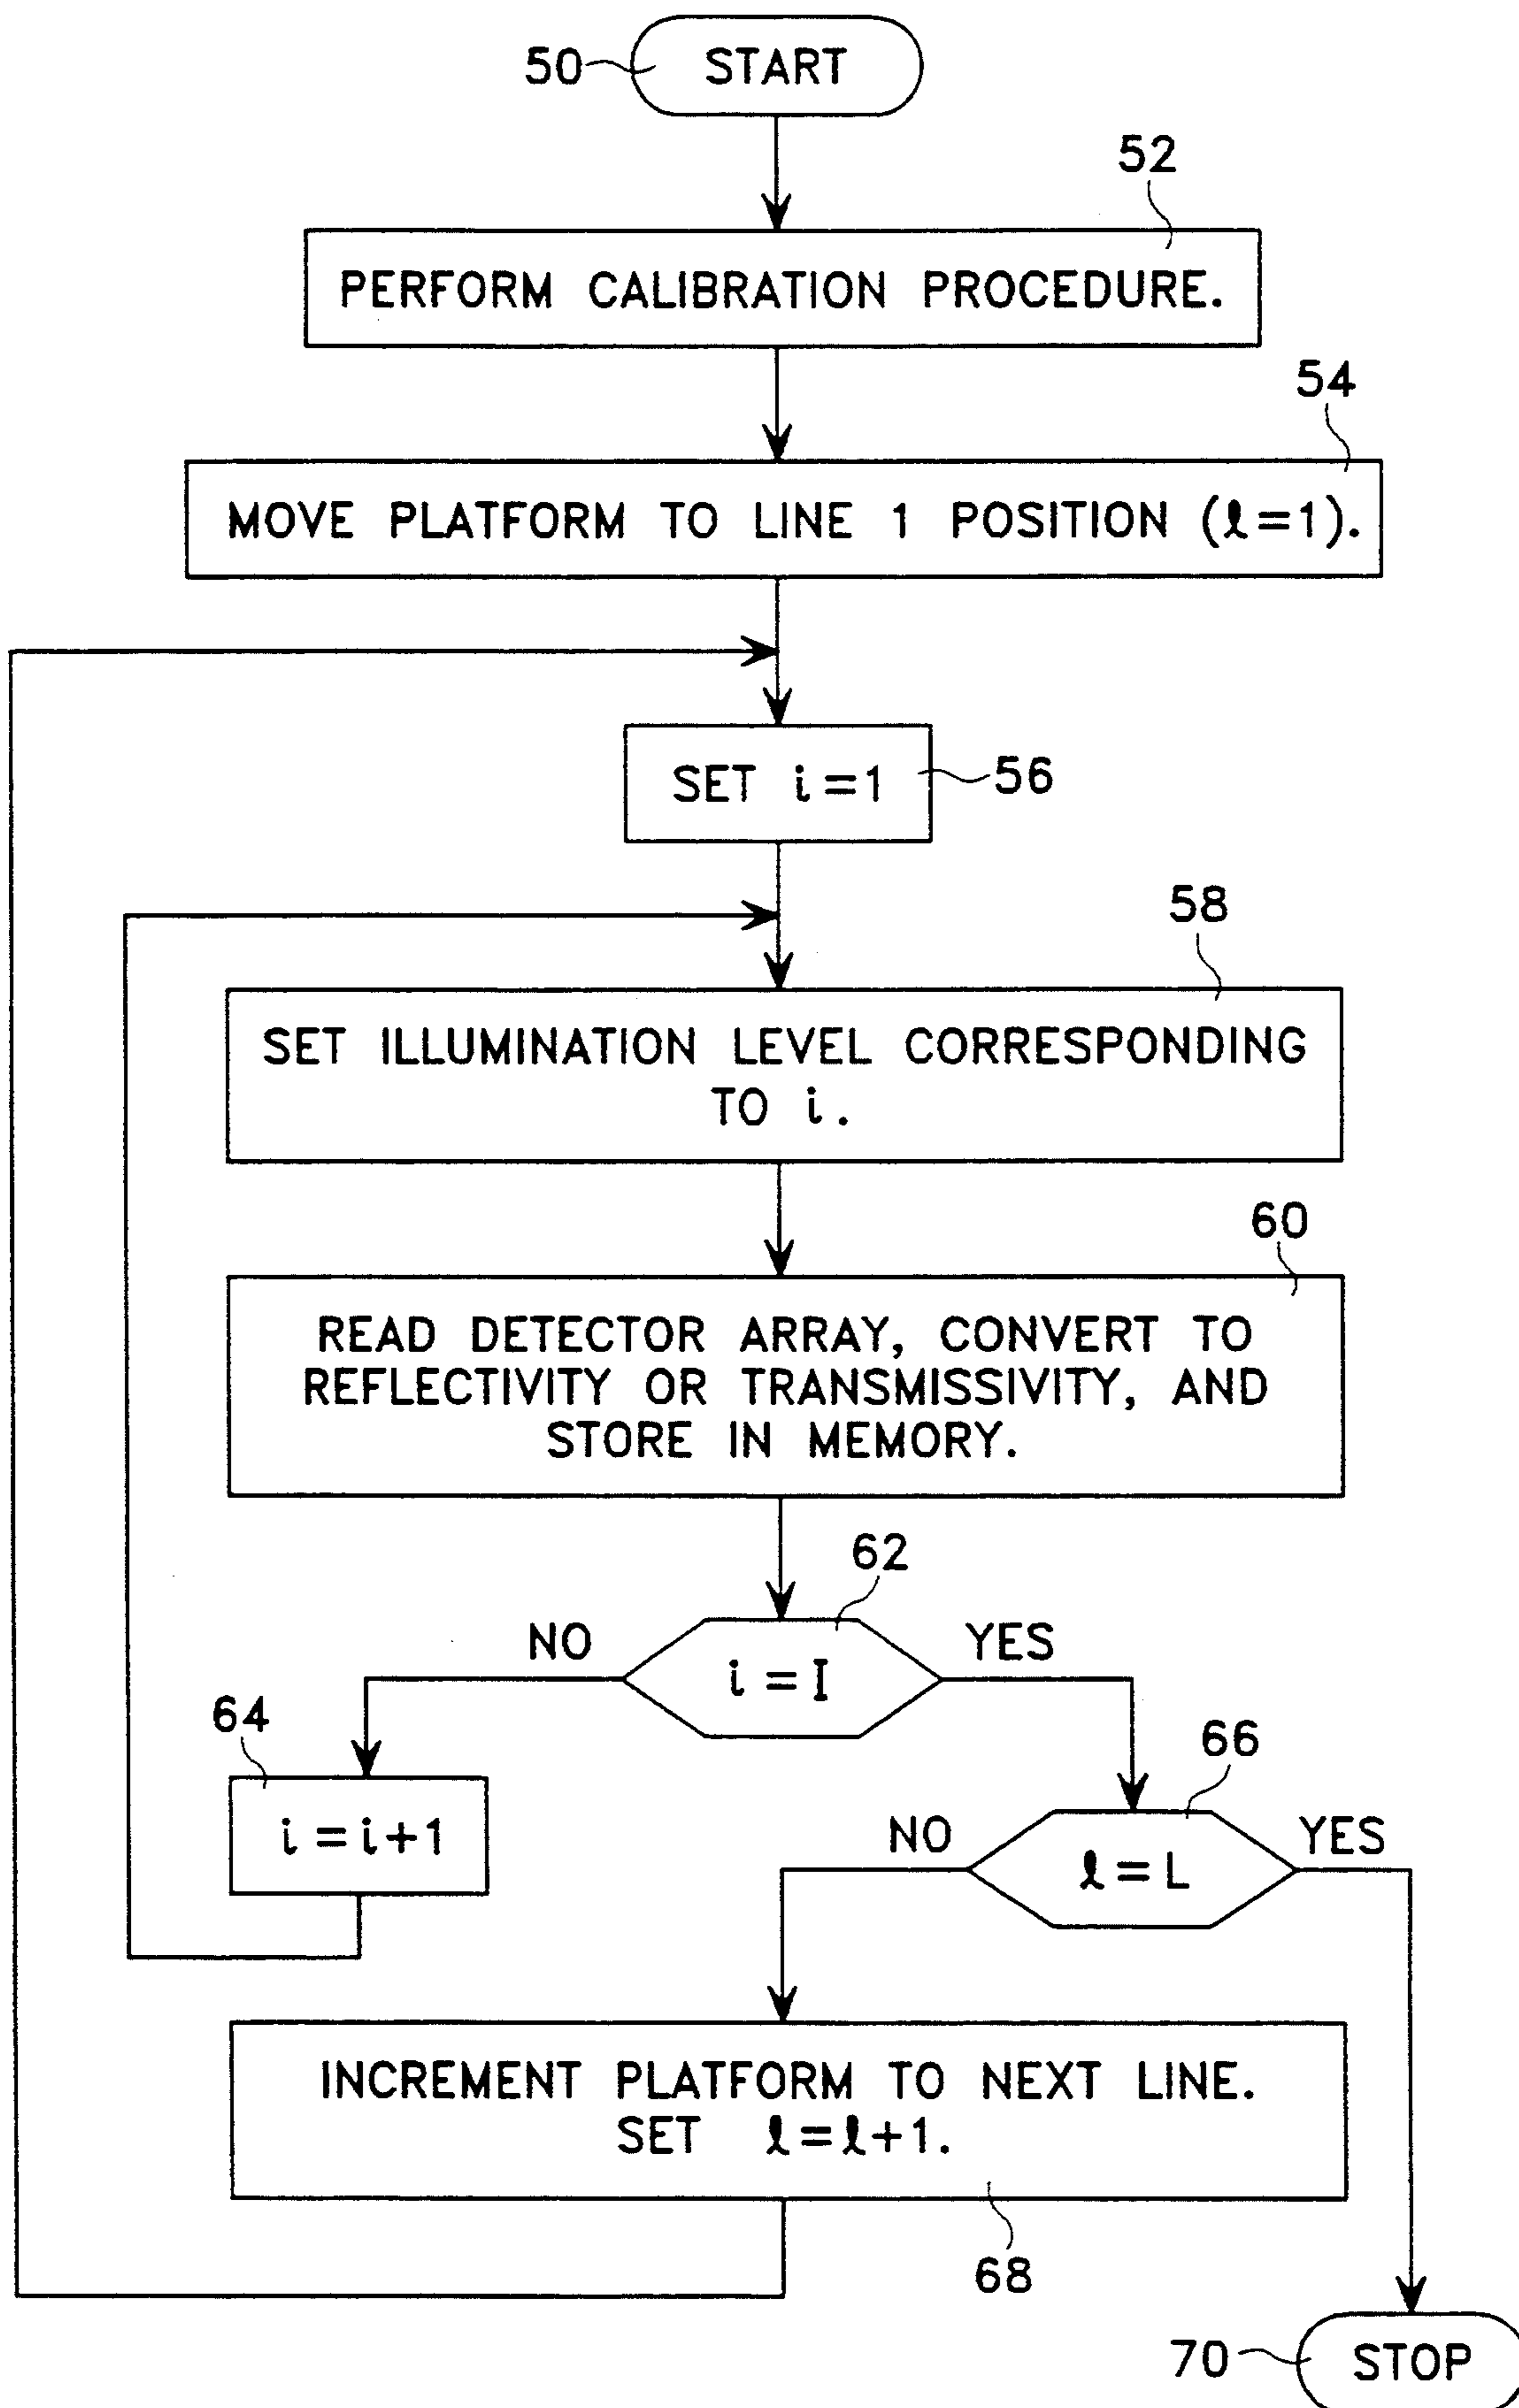 50
START
52
PERFORM CALIBRATION PROCEDURE.
54
MOVE PLATFORM TO LINE 1 POSITION (ℓ=1).
SET i=1
56
58
SET ILLUMINATION LEVEL CORRESPONDING
TO i.
60
READ DETECTOR ARRAY, CONVERT TO
REFLECTIVITY OR TRANSMISSIVITY, AND
STORE IN MEMORY.
62
NO
YES
i=I
64
i=i+1
66
NO
YES
ℓ=L
INCREMENT PLATFORM TO NEXT LINE.
SET ℓ=ℓ+1.
68
70
STOP